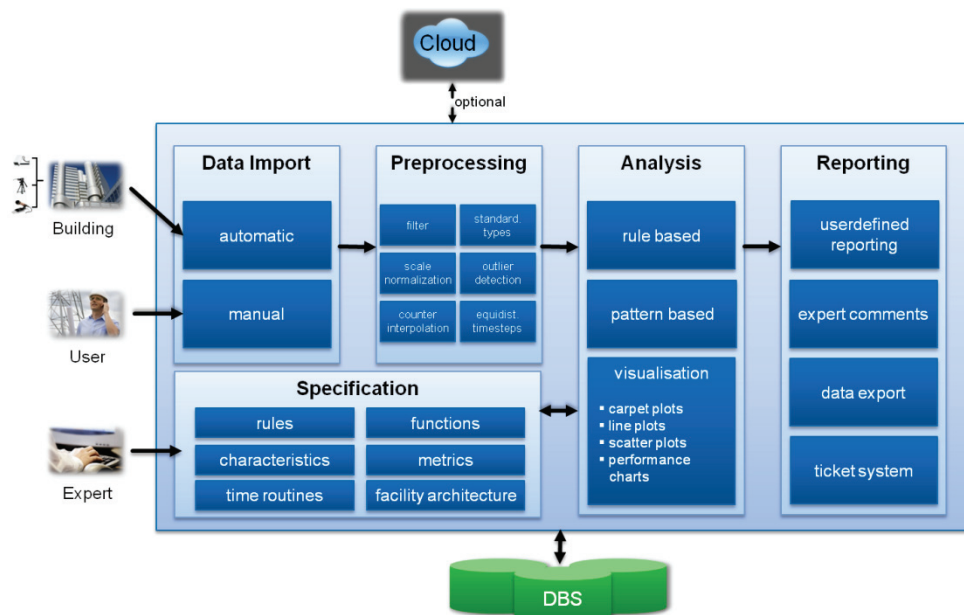 Cloud
optional
Data Import
automatic
manual
Preprocessing
filter
standard.
types
scale
normalization
outlier
detection
counter
interpolation
equidist
timesteps
Analysis
rule based
pattern based
visualisation
▪ carpet plots
▪ line plots
▪ scatter plots
▪ performance
charts
Reporting
userdefined
reporting
expert comments
data export
ticket system
Building
User
Expert
Specification
rules
functions
characteristics
metrics
time routines
facility architecture
DBS